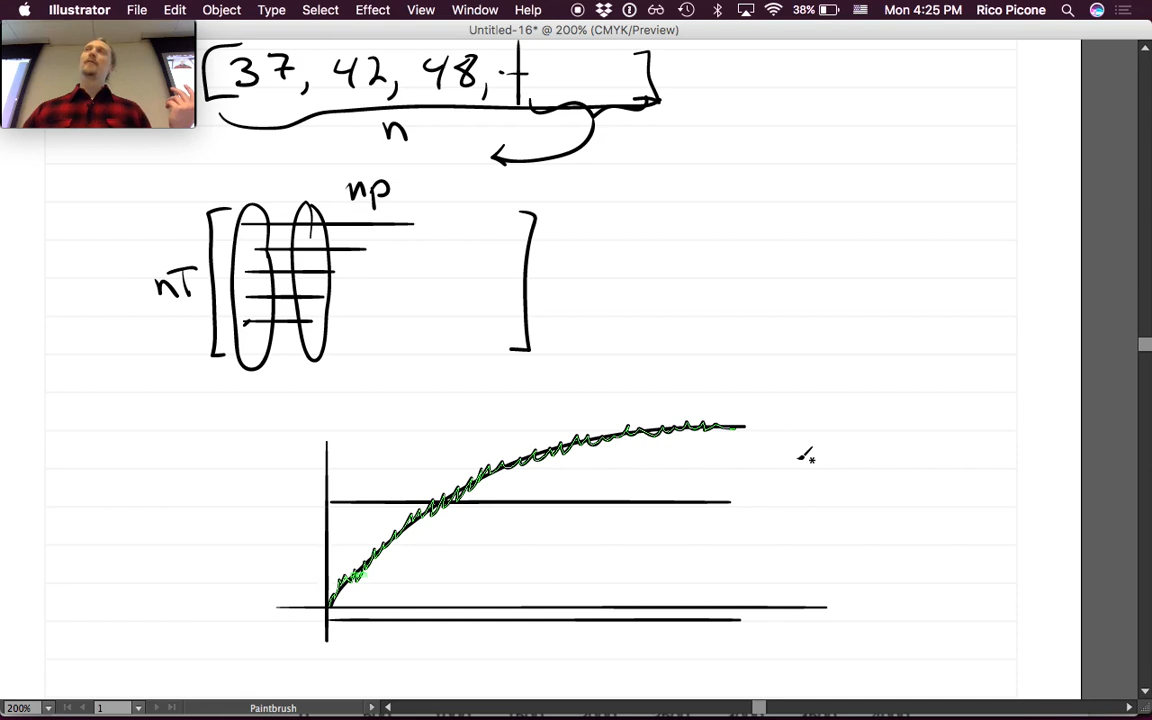 Illustrator File Edit Object Type Select Effect View Window Help 38% Mon 4:25 PM Rico Picone
Untitled-16* @ 200% (CMYK/Preview)
[37, 42, 48,
n
np
nT
200% 1 Paintbrush